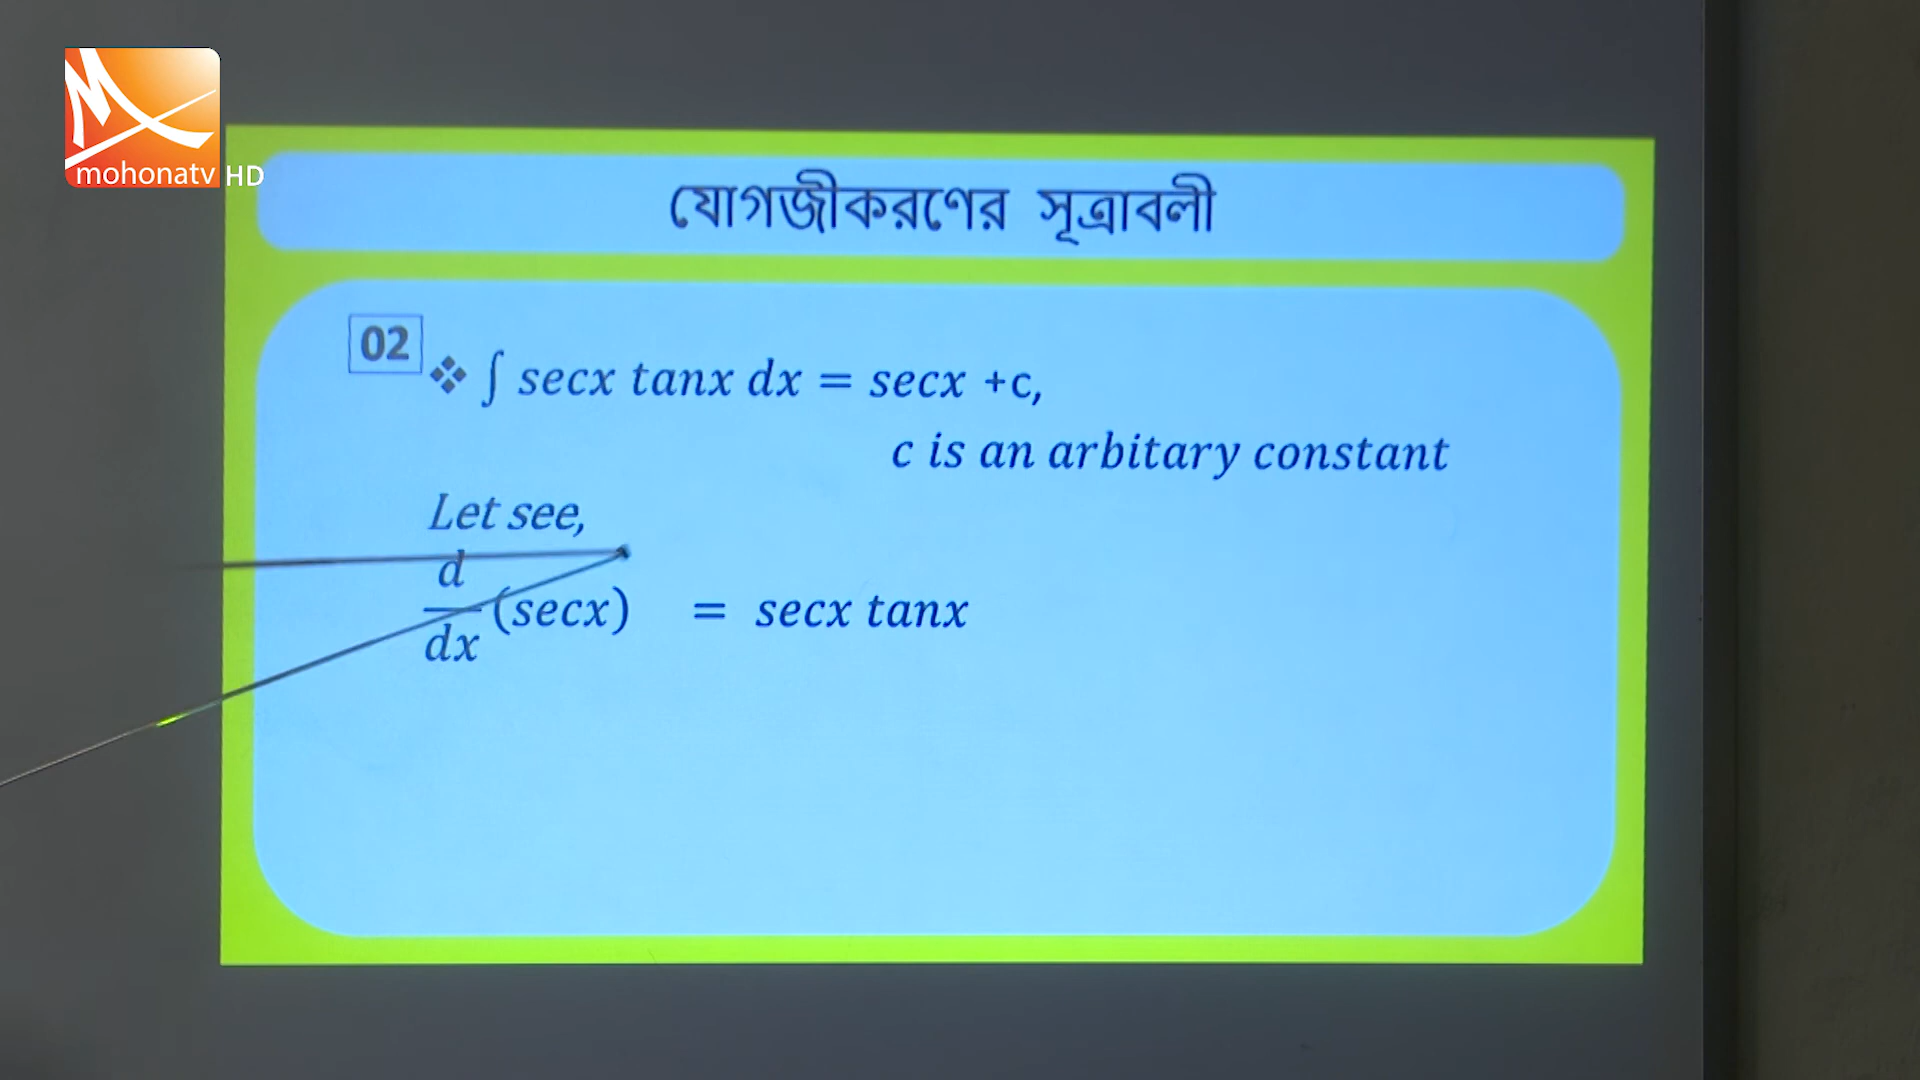 mohonatv HD
যোগজীকরণের সূত্রাবলী
02
❖ ∫ secx tanx dx = secx +c,
c is an arbitary constant
Let see,
d/dx (secx) = secx tanx